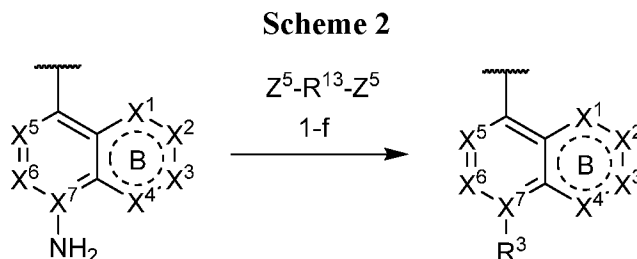 Scheme 2
Z⁵-R¹³-Z⁵
1-f
X¹
X⁵ X²
B
X⁶ X³
X⁷ X⁴
NH₂
X¹
X⁵ X²
B
X⁶ X³
X⁷ X⁴
R³